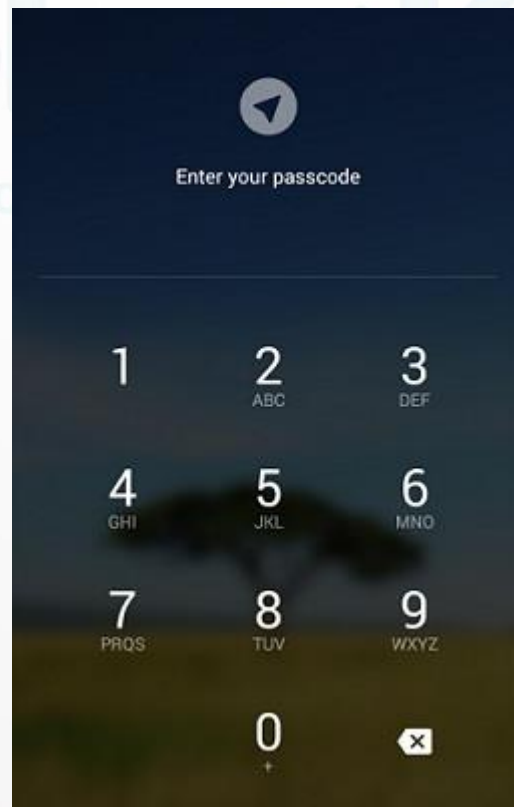 Enter your passcode
1 2 3
ABC DEF
4 5 6
GHI JKL MNO
7 8 9
PRQS TUV WXYZ
0
+